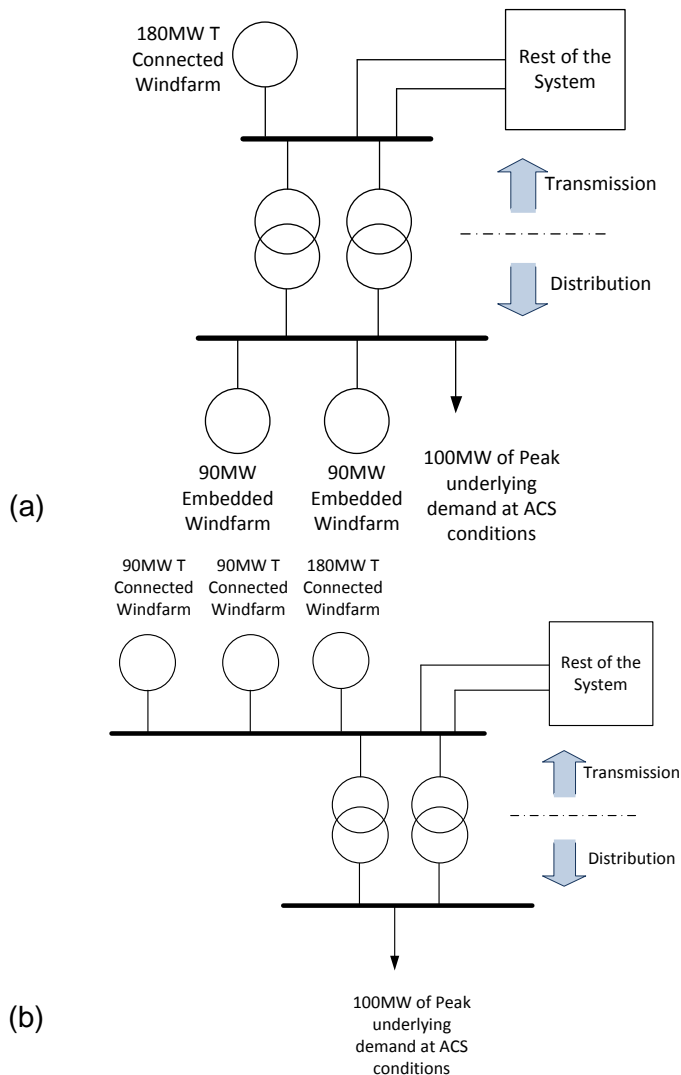 180MW T
Connected
Windfarm
Rest of the
System
Transmission
Distribution
90MW
Embedded
Windfarm
90MW
Embedded
Windfarm
100MW of Peak
underlying
demand at ACS
conditions
(a)
90MW T
Connected
Windfarm
90MW T
Connected
Windfarm
180MW T
Connected
Windfarm
Rest of the
System
Transmission
Distribution
100MW of Peak
underlying
demand at ACS
conditions
(b)